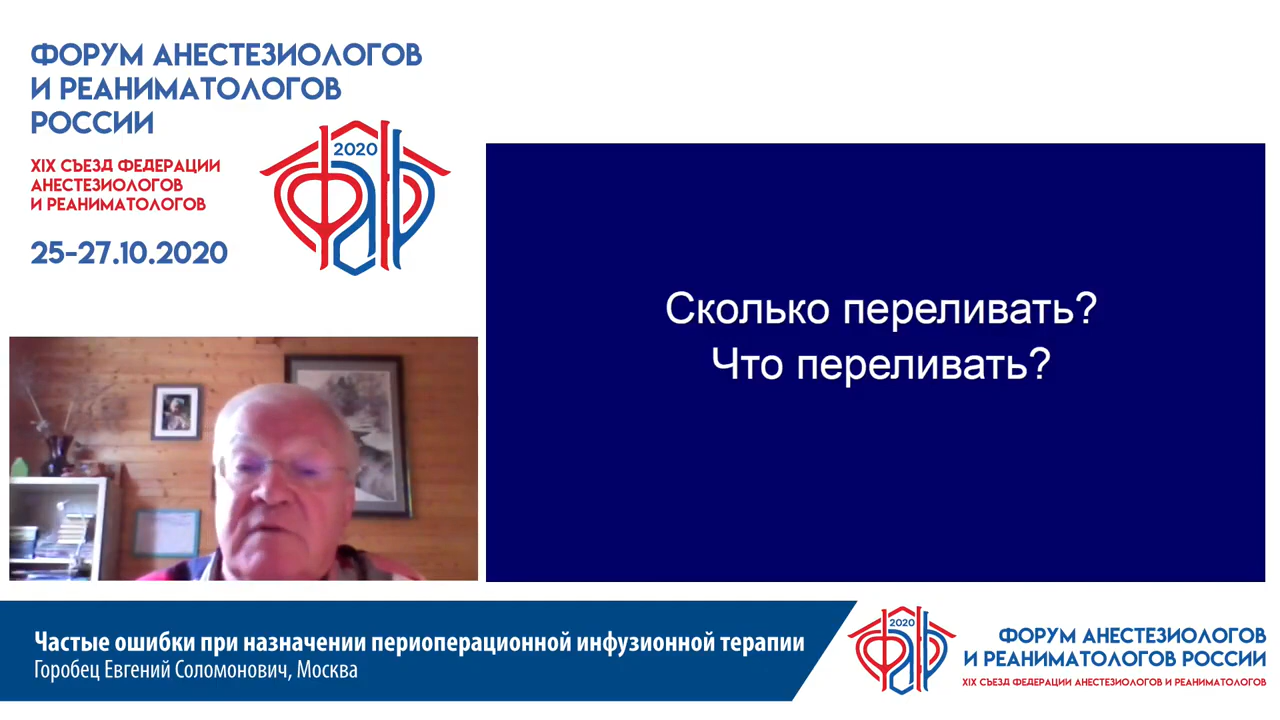 ФОРУМ АНЕСТЕЗИОЛОГОВ
И РЕАНИМАТОЛОГОВ
РОССИИ
XIX СЪЕЗД ФЕДЕРАЦИИ
АНЕСТЕЗИОЛОГОВ
И РЕАНИМАТОЛОГОВ
25-27.10.2020
2020
ФАР
Сколько переливать?
Что переливать?
Частые ошибки при назначении периоперационной инфузионной терапии
Горобец Евгений Соломонович, Москва
2020
ФАР
ФОРУМ АНЕСТЕЗИОЛОГОВ
И РЕАНИМАТОЛОГОВ РОССИИ
XIX СЪЕЗД ФЕДЕРАЦИИ АНЕСТЕЗИОЛОГОВ И РЕАНИМАТОЛОГОВ